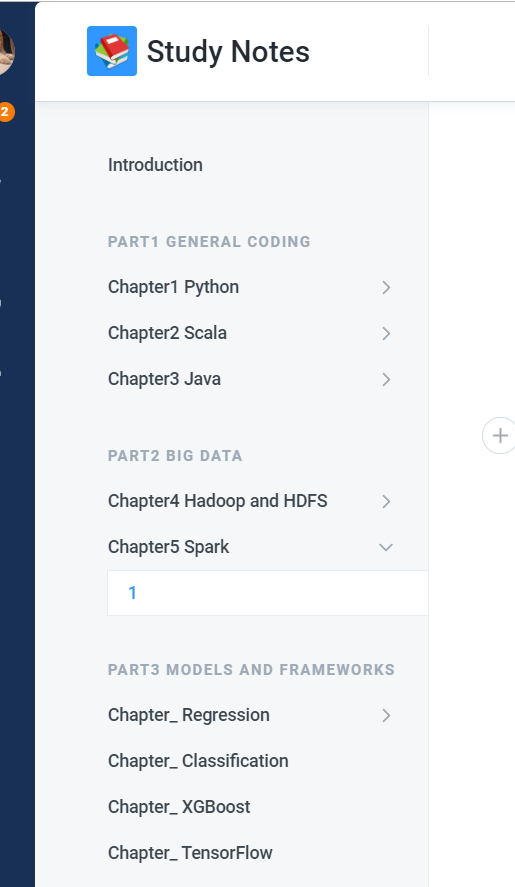 Study Notes
2
Introduction
PART1 GENERAL CODING
Chapter1 Python
Chapter2 Scala
Chapter3 Java
PART2 BIG DATA
Chapter4 Hadoop and HDFS
Chapter5 Spark
1
PART3 MODELS AND FRAMEWORKS
Chapter_ Regression
Chapter_ Classification
Chapter_ XGBoost
Chapter_ TensorFlow